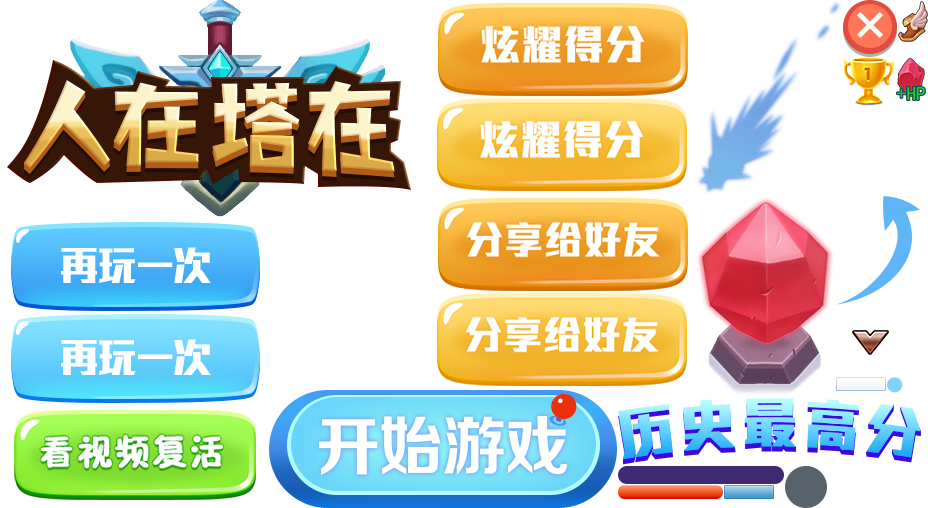 人在塔在
炫耀得分
炫耀得分
分享给好友
分享给好友
再玩一次
再玩一次
看视频复活
开始游戏
历史最高分
1
+HP